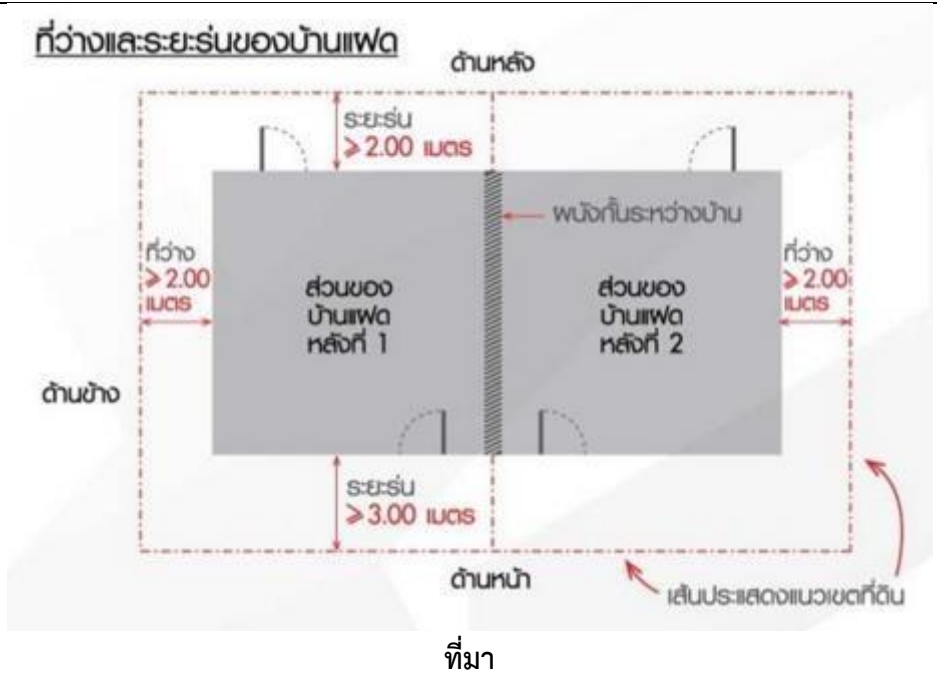 ที่ว่างและระยะร่นของบ้านแฝด
ด้านหลัง
ระยะร่น
⩾2.00 เมตร
ผนังกั้นระหว่างบ้าน
ที่ว่าง
⩾2.00
เมตร
ส่วนของ
บ้านแฝด
หลังที่ 1
ส่วนของ
บ้านแฝด
หลังที่ 2
ที่ว่าง
⩾2.00
เมตร
ด้านข้าง
ระยะร่น
⩾3.00 เมตร
ด้านหน้า
เส้นประแสดงแนวเขตที่ดิน
ที่มา